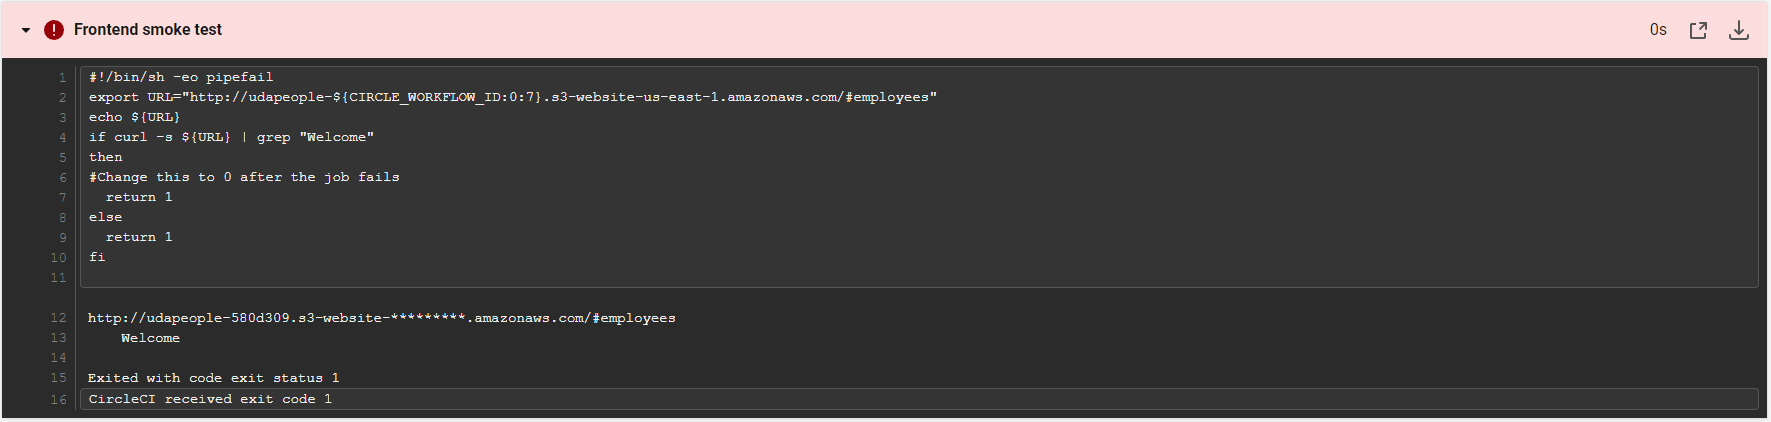 Frontend smoke test
0s
1 #!/bin/sh -eo pipefail
2 export URL="http://udapeople-${CIRCLE_WORKFLOW_ID:0:7}.s3-website-us-east-1.amazonaws.com/#employees"
3 echo ${URL}
4 if curl -s ${URL} | grep "Welcome"
5 then
6 #Change this to 0 after the job fails
7   return 1
8 else
9   return 1
10 fi
11
12 http://udapeople-580d309.s3-website-*********.amazonaws.com/#employees
13     Welcome
14
15 Exited with code exit status 1
16 CircleCI received exit code 1